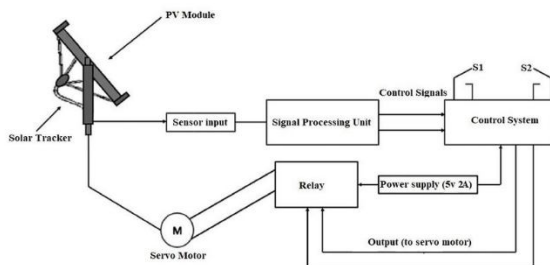 PV Module
S1
S2
Control Signals
Solar Tracker
Sensor input
Signal Processing Unit
Control System
Relay
Power supply (5v 2A)
M
Output (to servo motor)
Servo Motor